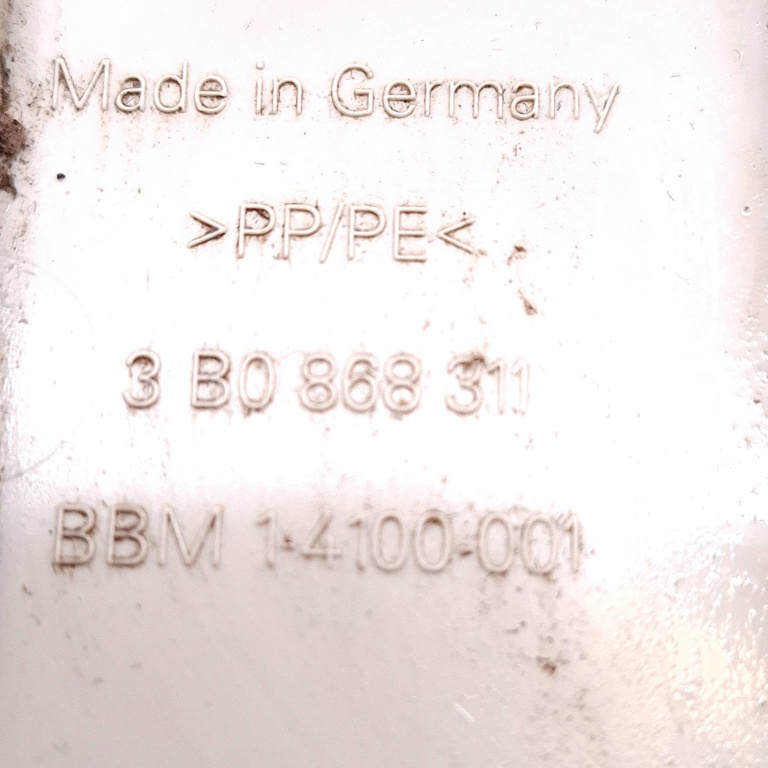 Made in Germany
>PP/PE<
3 B0 868 311
BBM 1-4100-001